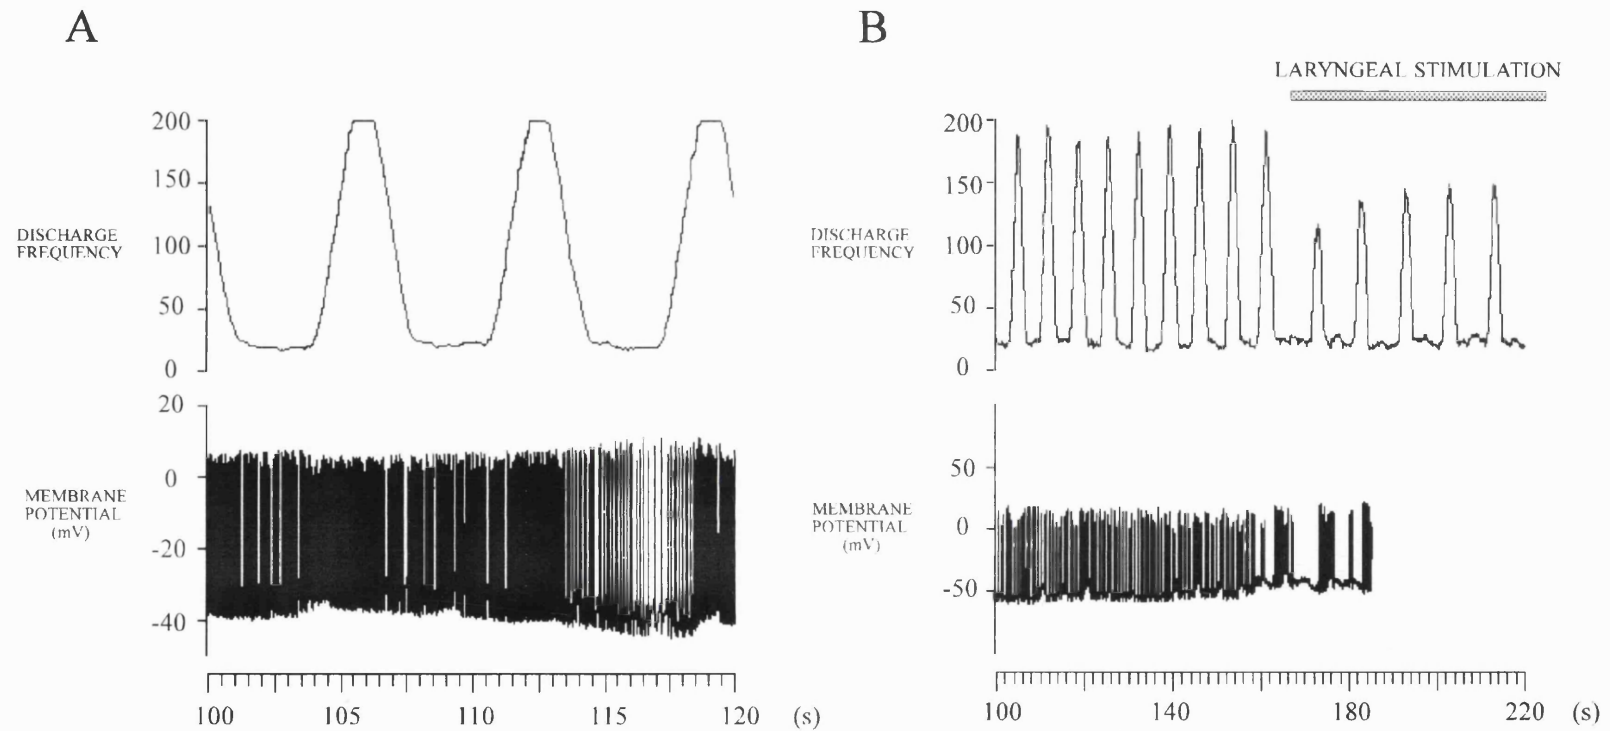 A
B
LARYNGEAL STIMULATION
200
150
100
50
0
DISCHARGE
FREQUENCY
20
0
-20
-40
MEMBRANE
POTENTIAL
(mV)
100
105
110
115
120
(s)
200
150
100
50
0
DISCHARGE
FREQUENCY
50
0
-50
MEMBRANE
POTENTIAL
(mV)
100
140
180
220
(s)